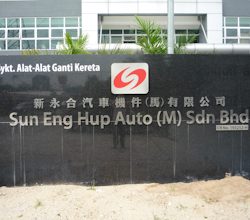 Sykt. Alat-Alat Ganti Kereta
新永合汽車機件(馬)有限公司
Sun Eng Hup Auto (M) Sdn Bhd